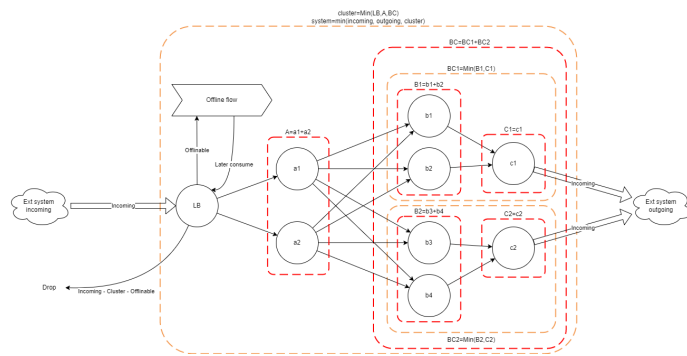 cluster=Min(LB,A,BC)
system=min(incoming, outgoing, cluster)
BC=BC1+BC2
BC1=Min(B1,C1)
B1=b1+b2
Offline flow
b1
A=a1+a2
C1=c1
Offlinable
Later consume
a1
b2
c1
Incoming
Ext system
incoming
Incoming
LB
Ext system
outgoing
B2=b3+b4
C2=c2
Incoming
a2
b3
c2
Drop
Incoming - Cluster - Offlinable
b4
BC2=Min(B2,C2)